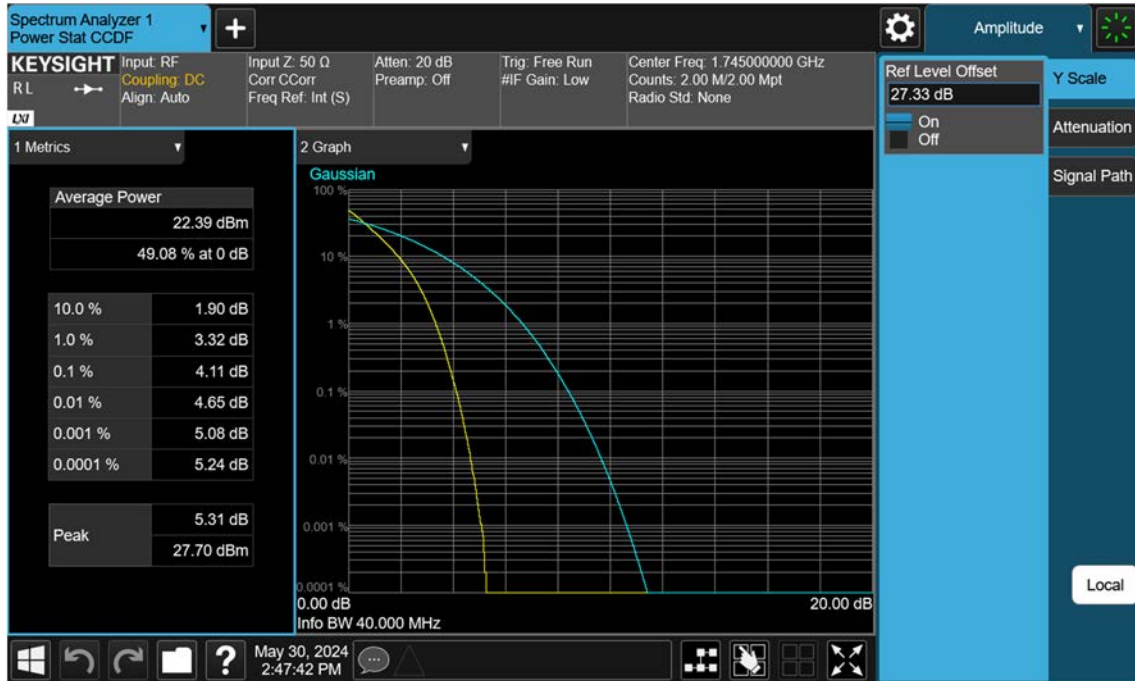 Spectrum Analyzer 1
Power Stat CCDF
Amplitude
KEYSIGHT
R L
LXI
Input: RF
Coupling: DC
Align: Auto
Input Z: 50 Ω
Corr CCorr
Freq Ref: Int (S)
Atten: 20 dB
Preamp: Off
Trig: Free Run
#IF Gain: Low
Center Freq: 1.745000000 GHz
Counts: 2.00 M/2.00 Mpt
Radio Std: None
Ref Level Offset
27.33 dB
On
Off
Y Scale
Attenuation
Signal Path
Local
1 Metrics
Average Power
22.39 dBm
49.08 % at 0 dB
10.0 % 1.90 dB
1.0 % 3.32 dB
0.1 % 4.11 dB
0.01 % 4.65 dB
0.001 % 5.08 dB
0.0001 % 5.24 dB
Peak 5.31 dB
27.70 dBm
2 Graph
Gaussian
100 %
10 %
1 %
0.1 %
0.01 %
0.001 %
0.0001 %
0.00 dB 20.00 dB
Info BW 40.000 MHz
?
May 30, 2024
2:47:42 PM